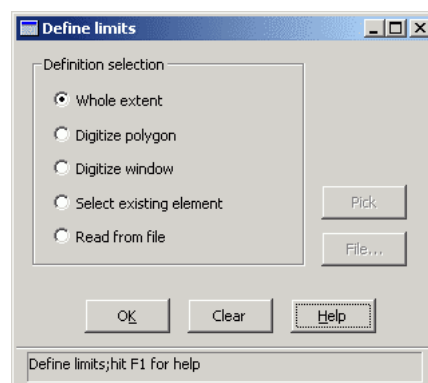 Define limits
Definition selection
Whole extent
Digitize polygon
Digitize window
Select existing element
Read from file
Pick
File...
OK
Clear
Help
Define limits;hit F1 for help